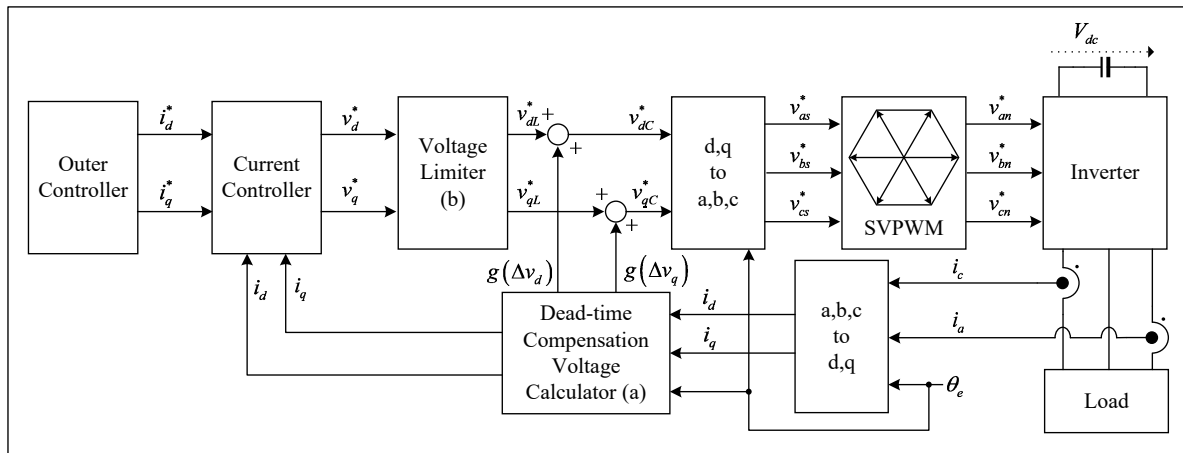 V_dc
i_d^*
v_d^*
v_dL^*
+
+
v_dC^*
v_as^*
v_an^*
Outer
Controller
Current
Controller
Voltage
Limiter
(b)
d,q
to
a,b,c
v_bs^*
v_bn^*
Inverter
i_q^*
v_q^*
v_qL^*
+
+
v_qC^*
v_cs^*
SVPWM
v_cn^*
i_d
i_q
g(Δv_d)
g(Δv_q)
i_c
Dead-time
Compensation
Voltage
Calculator (a)
i_d
i_q
a,b,c
to
d,q
i_a
θ_e
Load